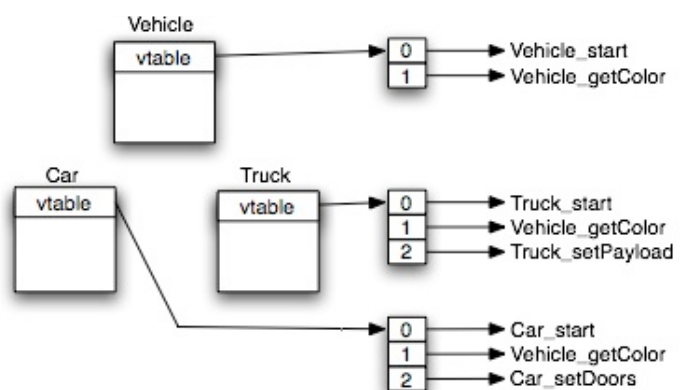 Vehicle
vtable
0 Vehicle_start
1 Vehicle_getColor
Car
vtable
Truck
vtable
0 Truck_start
1 Vehicle_getColor
2 Truck_setPayload
0 Car_start
1 Vehicle_getColor
2 Car_setDoors